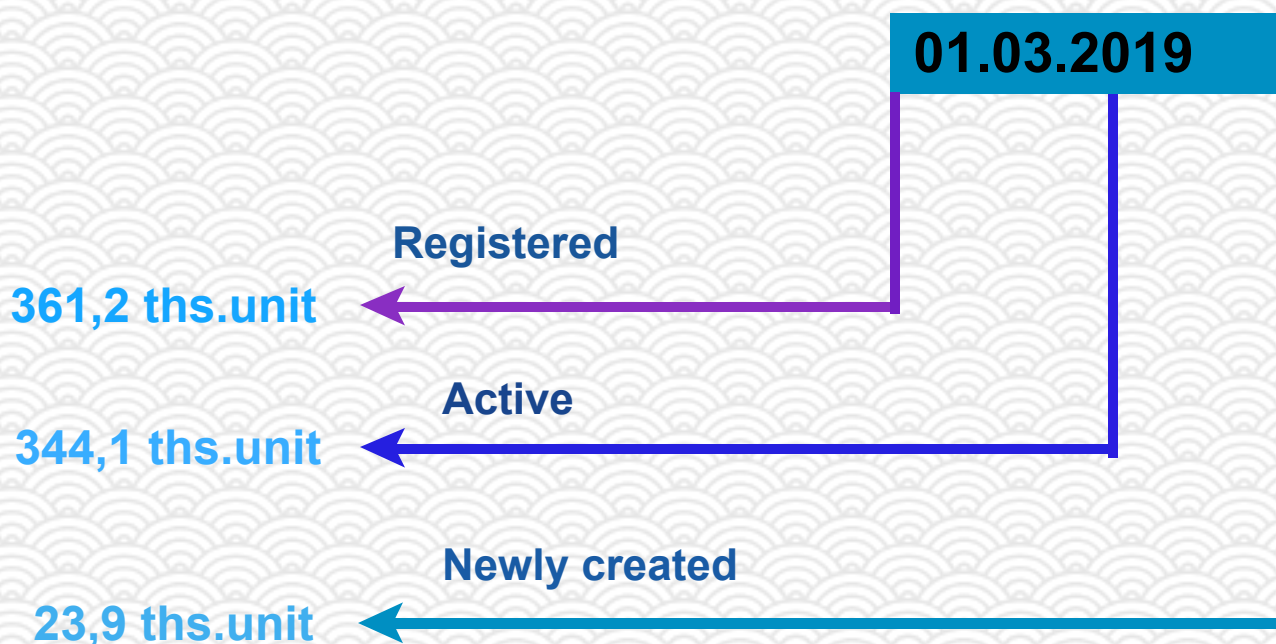 01.03.2019
Registered
361,2 ths.unit
Active
344,1 ths.unit
Newly created
23,9 ths.unit